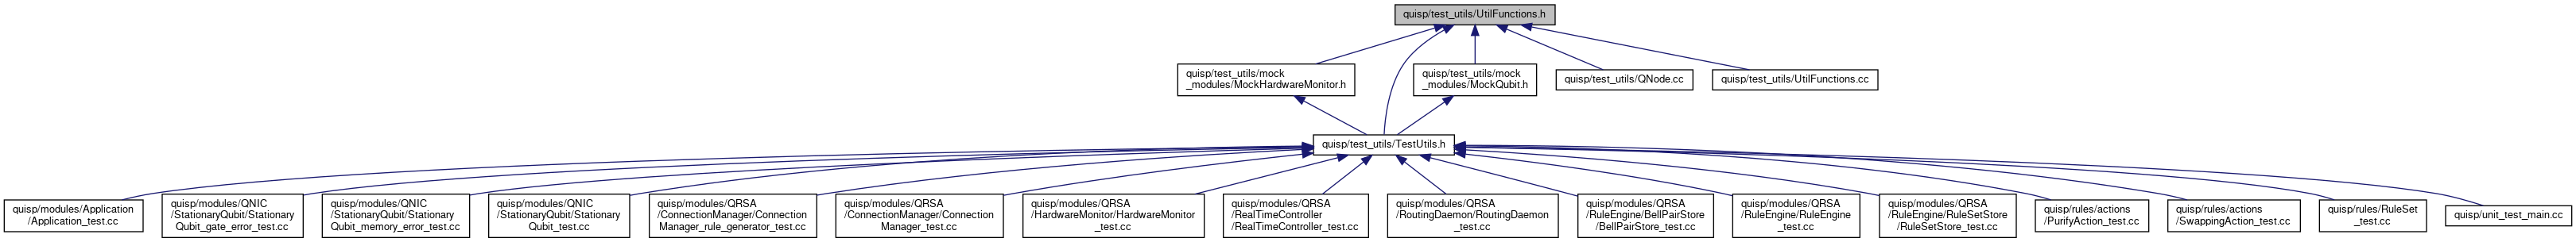 quisp/test_utils/UtilFunctions.h
quisp/test_utils/mock
_modules/MockHardwareMonitor.h
quisp/test_utils/mock
_modules/MockQubit.h
quisp/test_utils/QNode.cc
quisp/test_utils/UtilFunctions.cc
quisp/test_utils/TestUtils.h
quisp/modules/Application
/Application_test.cc
quisp/modules/QNIC
/StationaryQubit/Stationary
Qubit_gate_error_test.cc
quisp/modules/QNIC
/StationaryQubit/Stationary
Qubit_memory_error_test.cc
quisp/modules/QNIC
/StationaryQubit/Stationary
Qubit_test.cc
quisp/modules/QRSA
/ConnectionManager/Connection
Manager_rule_generator_test.cc
quisp/modules/QRSA
/ConnectionManager/Connection
Manager_test.cc
quisp/modules/QRSA
/HardwareMonitor/HardwareMonitor
_test.cc
quisp/modules/QRSA
/RealTimeController
/RealTimeController_test.cc
quisp/modules/QRSA
/RoutingDaemon/RoutingDaemon
_test.cc
quisp/modules/QRSA
/RuleEngine/BellPairStore
/BellPairStore_test.cc
quisp/modules/QRSA
/RuleEngine/RuleEngine
_test.cc
quisp/modules/QRSA
/RuleEngine/RuleSetStore
/RuleSetStore_test.cc
quisp/rules/actions
/PurifyAction_test.cc
quisp/rules/actions
/SwappingAction_test.cc
quisp/rules/RuleSet
_test.cc
quisp/unit_test_main.cc